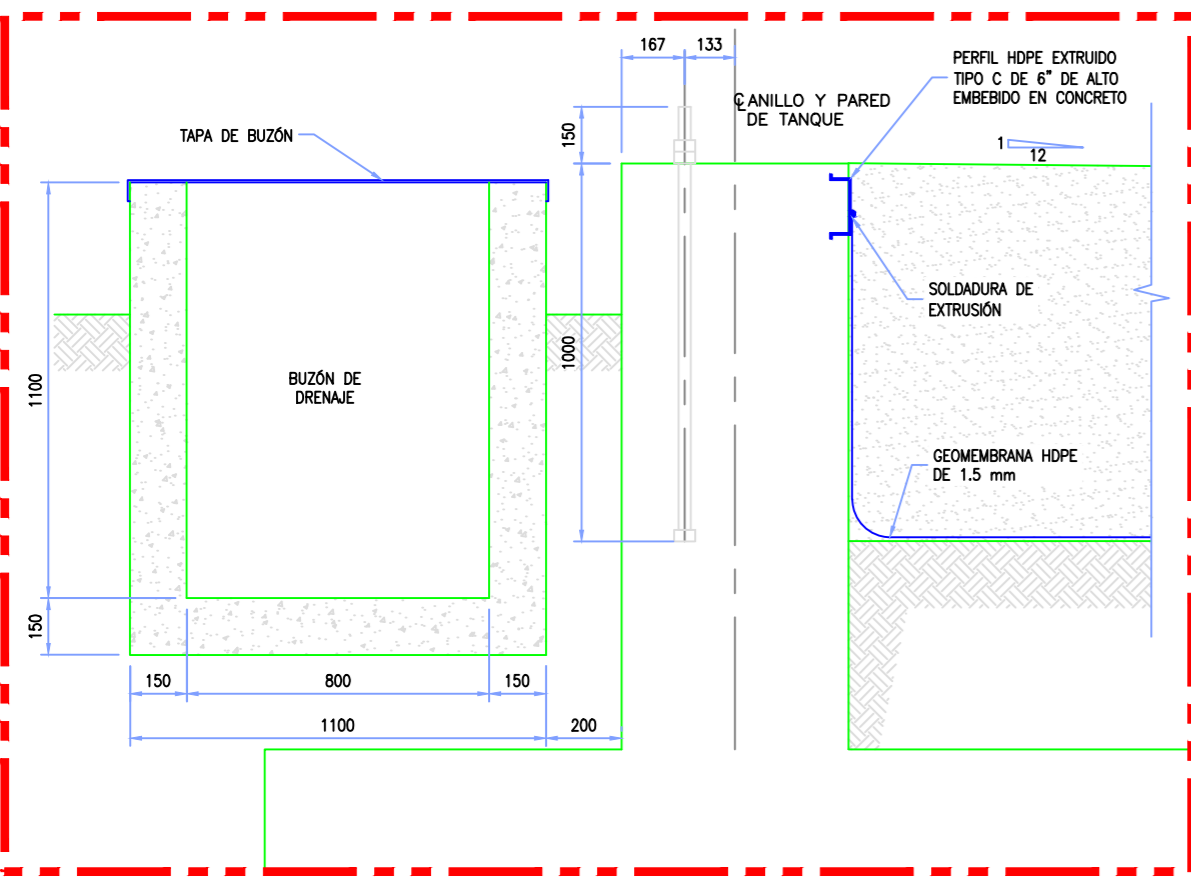 167
133
PERFIL HDPE EXTRUIDO
TIPO C DE 6" DE ALTO
EMBEBIDO EN CONCRETO
℄ ANILLO Y PARED
DE TANQUE
TAPA DE BUZÓN
150
1
12
SOLDADURA DE
EXTRUSIÓN
1000
1100
BUZÓN DE
DRENAJE
GEOMEMBRANA HDPE
DE 1.5 mm
150
150
800
150
1100
200